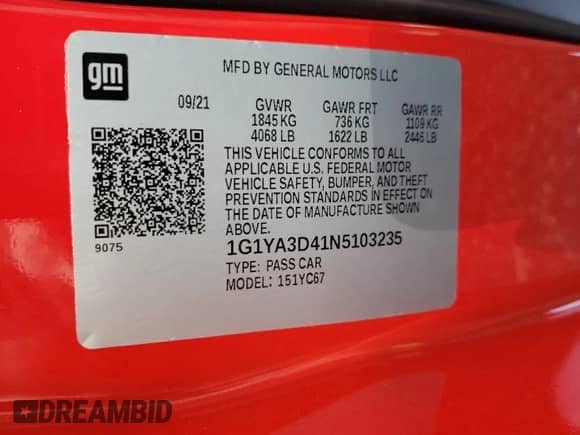 gm
MFD BY GENERAL MOTORS LLC
09/21 GVWR GAWR FRT GAWR RR
1845 KG 736 KG 1109 KG
4068 LB 1622 LB 2446 LB
THIS VEHICLE CONFORMS TO ALL
APPLICABLE U.S. FEDERAL MOTOR
VEHICLE SAFETY, BUMPER, AND THEFT
PREVENTION STANDARDS IN EFFECT ON
THE DATE OF MANUFACTURE SHOWN
ABOVE.
9075
1G1YA3D41N5103235
TYPE: PASS CAR
MODEL: 151YC67
DREAMBID